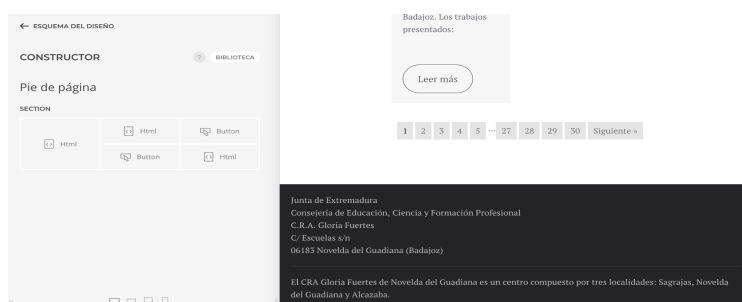 ← ESQUEMA DEL DISEÑO
CONSTRUCTOR
? BIBLIOTECA
Pie de página
SECTION
Html
Html
Button
Button
Html
Badajoz. Los trabajos
presentados:
Leer más
1 2 3 4 5 ... 27 28 29 30 Siguiente »
Junta de Extremadura
Consejería de Educación, Ciencia y Formación Profesional
C.R.A. Gloria Fuertes
C/ Escuelas s/n
06183 Novelda del Guadiana (Badajoz)
El CRA Gloria Fuertes de Novelda del Guadiana es un centro compuesto por tres localidades: Sagrajas, Novelda
del Guadiana y Alcazaba.